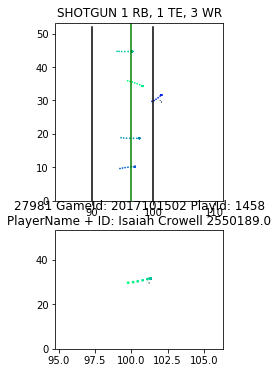 SHOTGUN 1 RB, 1 TE, 3 WR
50
40
30
20
10
0
90 100 110
27981 GameId: 2017101502 PlayId: 1458
PlayerName + ID: Isaiah Crowell 2550189.0
40
20
0
95.0 97.5 100.0 102.5 105.0